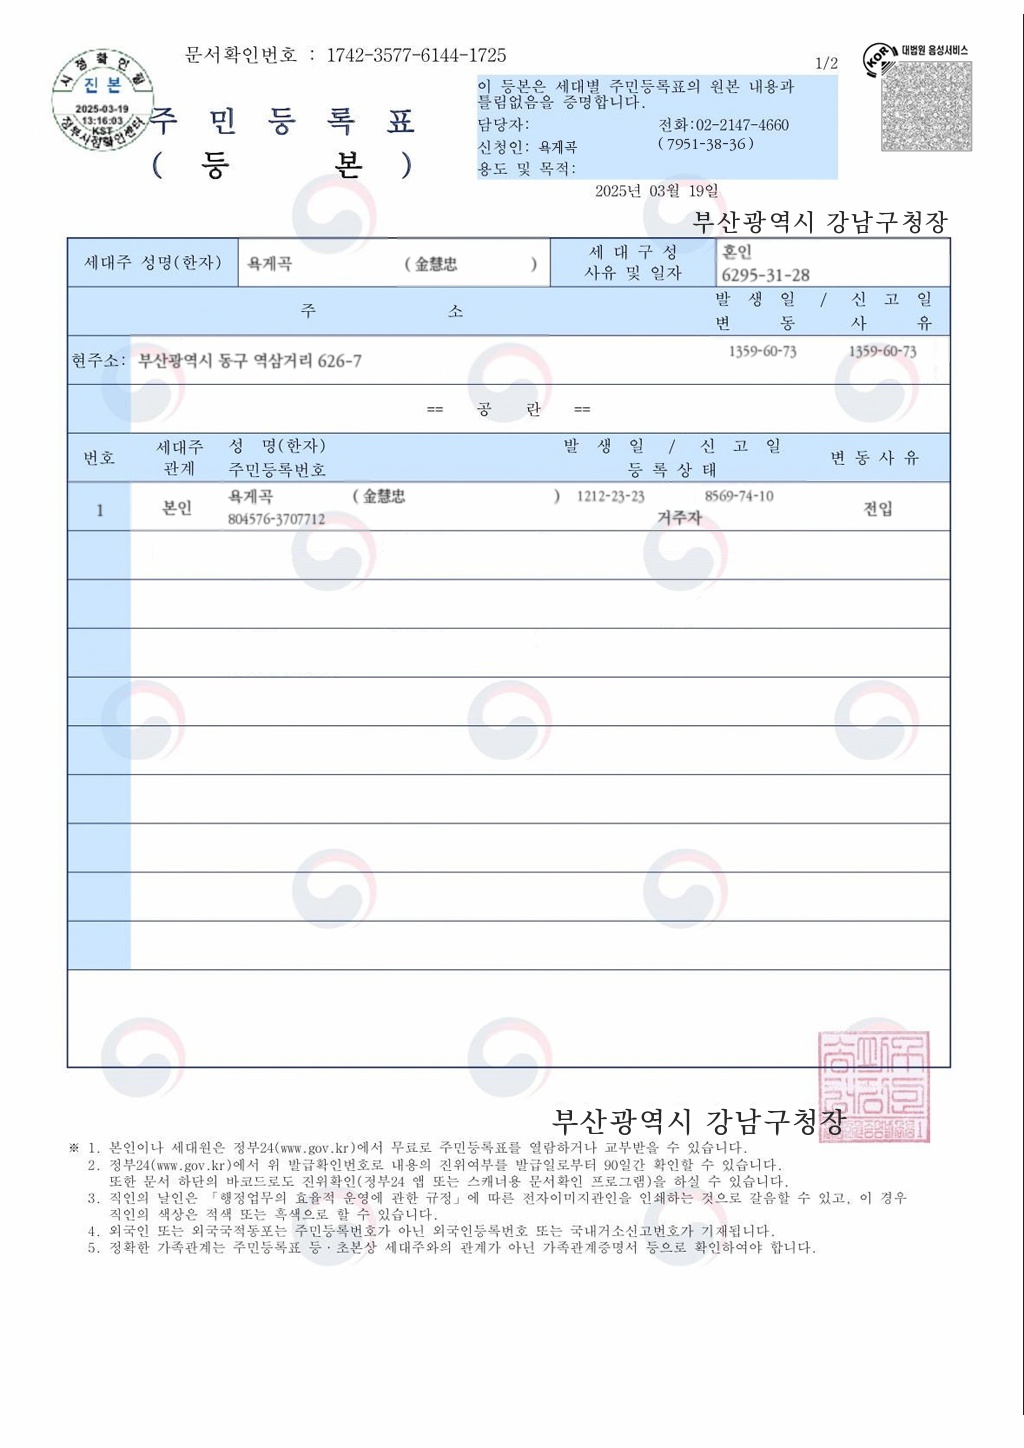 문서확인번호 : 1742-3577-6144-1725
시점확인필
진본
2025-03-19
13:16:03
KST
정부시점확인센터
1/2
KOR
대법원 음성서비스
주 민 등 록 표
( 등 본 )
이 등본은 세대별 주민등록표의 원본 내용과
틀림없음을 증명합니다.
담당자: 전화:02-2147-4660
신청인: 욕게곡 (7951-38-36)
용도 및 목적:
2025년 03월 19일
부산광역시 강남구청장
세대주 성명(한자) 욕게곡 ( 金慧忠 )
세 대 구 성
사유 및 일자
혼인
6295-31-28
주 소
발 생 일 / 신 고 일
변 동 사 유
현주소: 부산광역시 동구 역삼거리 626-7
1359-60-73 1359-60-73
== 공 란 ==
번호
세대주
관계
성 명(한자)
주민등록번호
발 생 일 / 신 고 일
등 록 상 태
변 동 사 유
1 본인 욕게곡 ( 金慧忠 ) 1212-23-23 8569-74-10 전입
804576-3707712 거주자
부산광역시 강남구청장
※ 1. 본인이나 세대원은 정부24(www.gov.kr)에서 무료로 주민등록표를 열람하거나 교부받을 수 있습니다.
2. 정부24(www.gov.kr)에서 위 발급확인번호로 내용의 진위여부를 발급일로부터 90일간 확인할 수 있습니다.
또한 문서 하단의 바코드로도 진위확인(정부24 앱 또는 스캐너용 문서확인 프로그램)을 하실 수 있습니다.
3. 직인의 날인은 「행정업무의 효율적 운영에 관한 규정」에 따른 전자이미지관인을 인쇄하는 것으로 갈음할 수 있고, 이 경우
직인의 색상은 적색 또는 흑색으로 할 수 있습니다.
4. 외국인 또는 외국국적동포는 주민등록번호가 아닌 외국인등록번호 또는 국내거소신고번호가 기재됩니다.
5. 정확한 가족관계는 주민등록표 등·초본상 세대주와의 관계가 아닌 가족관계증명서 등으로 확인하여야 합니다.